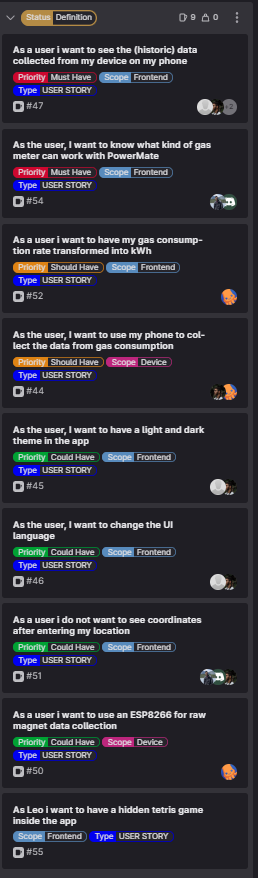 Status Definition 9 0
As a user i want to see the (historic) data
collected from my device on my phone
Priority Must Have Scope Frontend
Type USER STORY
#47 +2
As the user, I want to know what kind of gas
meter can work with PowerMate
Priority Must Have Scope Frontend
Type USER STORY
#54
As a user i want to have my gas consump-
tion rate transformed into kWh
Priority Should Have Scope Frontend
Type USER STORY
#52
As the user, I want to use my phone to col-
lect the data from gas consumption
Priority Should Have Scope Device
Type USER STORY
#44
As the user, I want to have a light and dark
theme in the app
Priority Could Have Scope Frontend
Type USER STORY
#45
As the user, I want to change the UI
language
Priority Could Have Scope Frontend
Type USER STORY
#46
As a user i do not want to see coordinates
after entering my location
Priority Could Have Scope Frontend
Type USER STORY
#51
As a user i want to use an ESP8266 for raw
magnet data collection
Priority Could Have Scope Device
Type USER STORY
#50
As Leo i want to have a hidden tetris game
inside the app
Scope Frontend Type USER STORY
#55